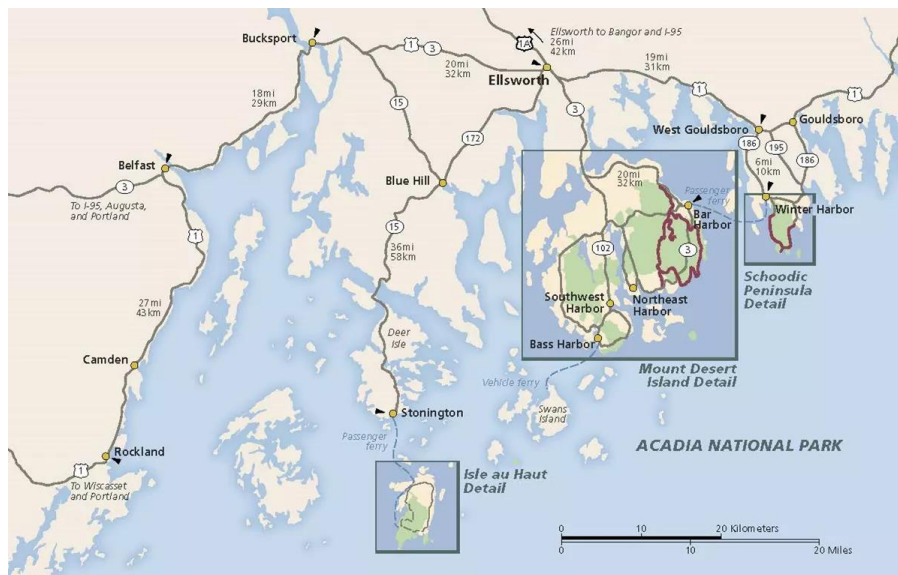 Bucksport
1
3
20mi
32km
1A
Ellsworth to Bangor and I-95
26mi
42km
Ellsworth
19mi
31km
1
1
18mi
29km
15
172
3
West Gouldsboro
Gouldsboro
186
195
186
6mi
10km
Belfast
3
To I-95, Augusta,
and Portland
Blue Hill
20mi
32km
Passenger
ferry
Bar
Harbor
Winter Harbor
1
15
36mi
58km
102
3
Schoodic
Peninsula
Detail
27mi
43km
Southwest
Harbor
Northeast
Harbor
Deer
Isle
Bass Harbor
Camden
Mount Desert
Island Detail
Vehicle ferry
Swans
Island
Stonington
Passenger
ferry
Rockland
1
To Wiscasset
and Portland
Isle au Haut
Detail
ACADIA NATIONAL PARK
0 10 20 Kilometers
0 10 20 Miles